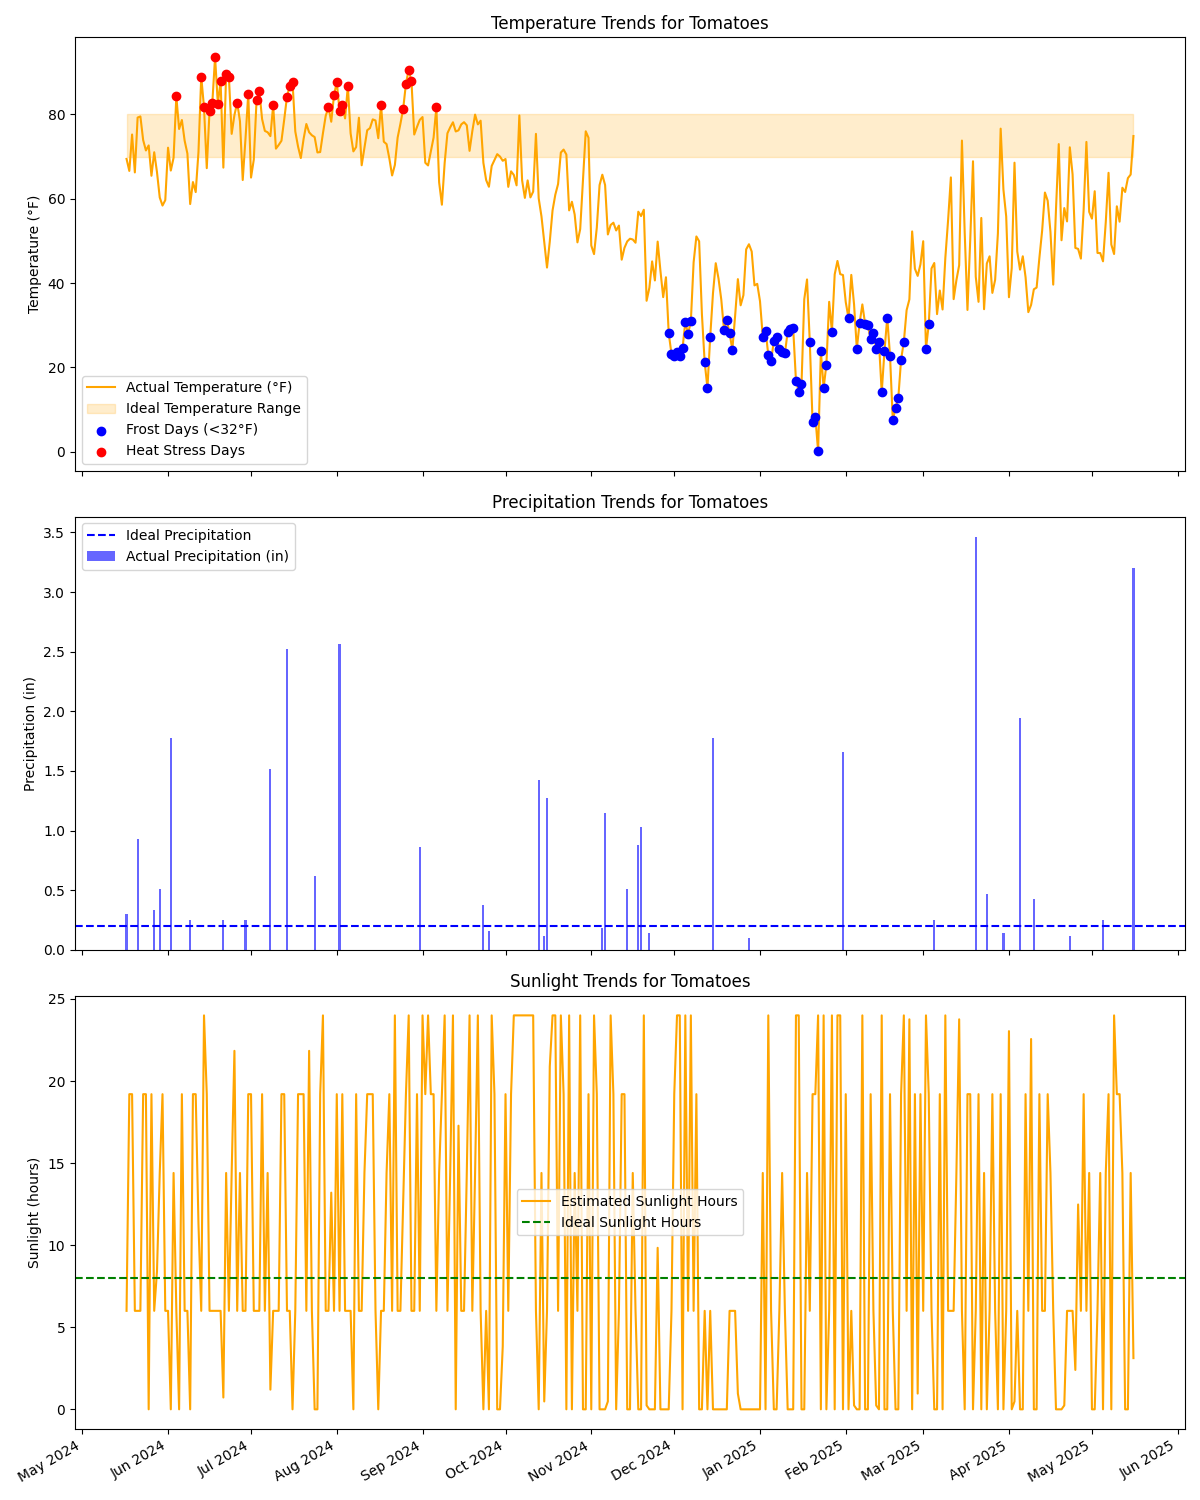 Temperature Trends for Tomatoes
Temperature (°F)
80
60
40
20
0
Actual Temperature (°F)
Ideal Temperature Range
Frost Days (<32°F)
Heat Stress Days
Precipitation Trends for Tomatoes
Precipitation (in)
3.5
3.0
2.5
2.0
1.5
1.0
0.5
0.0
Ideal Precipitation
Actual Precipitation (in)
Sunlight Trends for Tomatoes
Sunlight (hours)
25
20
15
10
5
0
Estimated Sunlight Hours
Ideal Sunlight Hours
May 2024
Jun 2024
Jul 2024
Aug 2024
Sep 2024
Oct 2024
Nov 2024
Dec 2024
Jan 2025
Feb 2025
Mar 2025
Apr 2025
May 2025
Jun 2025